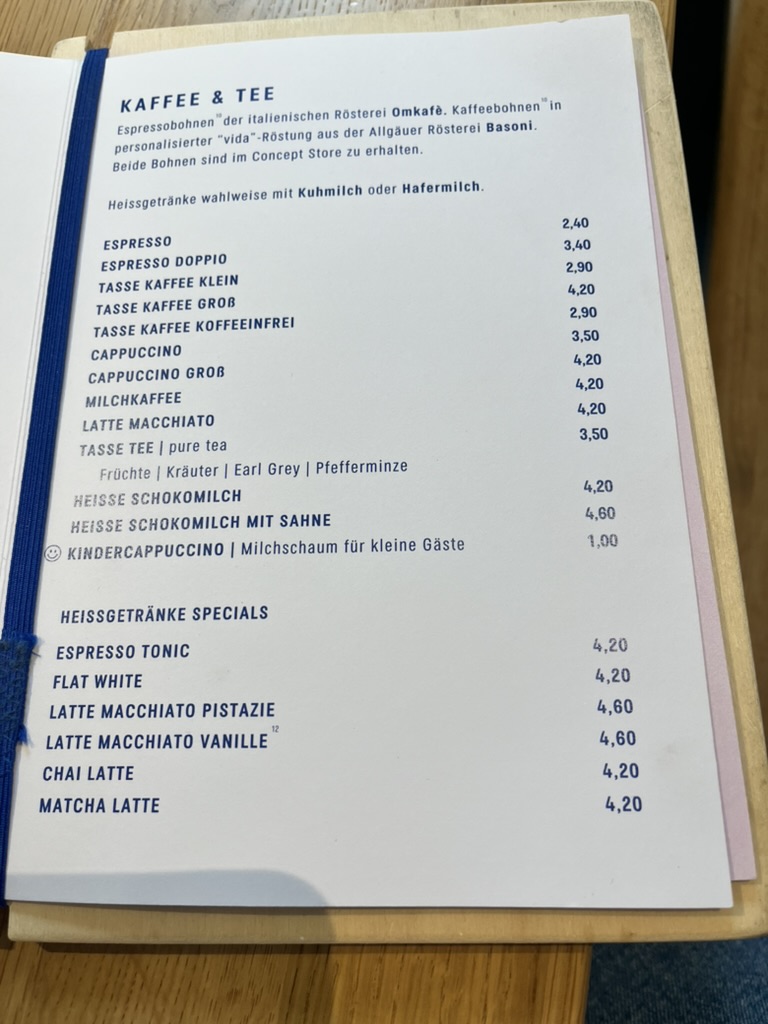 KAFFEE & TEE
Espressobohnen¹⁰ der italienischen Rösterei Omkafè. Kaffeebohnen¹⁰ in
personalisierter "vida"-Röstung aus der Allgäuer Rösterei Basoni.
Beide Bohnen sind im Concept Store zu erhalten.
Heissgetränke wahlweise mit Kuhmilch oder Hafermilch.
ESPRESSO 2,40
ESPRESSO DOPPIO 3,40
TASSE KAFFEE KLEIN 2,90
TASSE KAFFEE GROß 4,20
TASSE KAFFEE KOFFEEINFREI 2,90
CAPPUCCINO 3,50
CAPPUCCINO GROß 4,20
MILCHKAFFEE 4,20
LATTE MACCHIATO 4,20
TASSE TEE | pure tea 3,50
Früchte | Kräuter | Earl Grey | Pfefferminze
HEISSE SCHOKOMILCH 4,20
HEISSE SCHOKOMILCH MIT SAHNE 4,60
KINDERCAPPUCCINO | Milchschaum für kleine Gäste 1,00
HEISSGETRÄNKE SPECIALS
ESPRESSO TONIC 4,20
FLAT WHITE 4,20
LATTE MACCHIATO PISTAZIE 4,60
LATTE MACCHIATO VANILLE¹² 4,60
CHAI LATTE 4,20
MATCHA LATTE 4,20